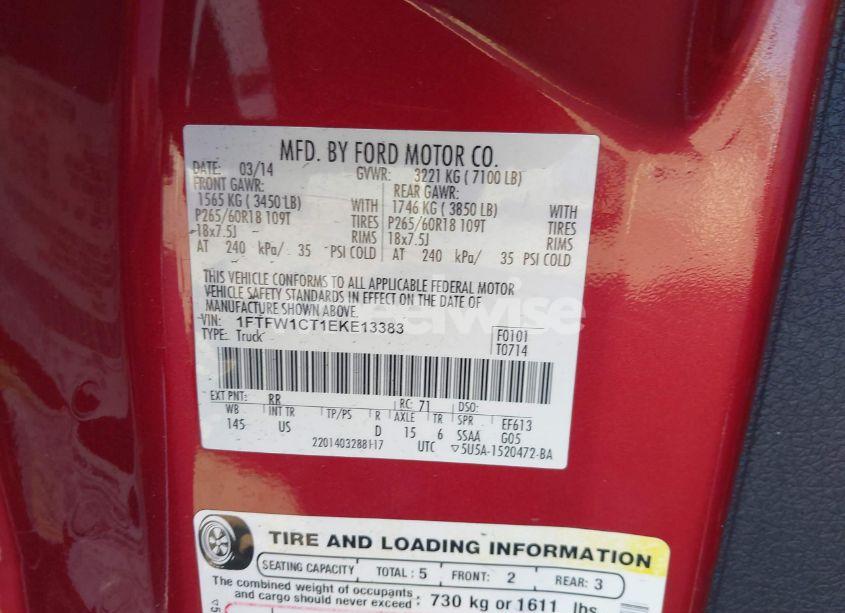 MFD. BY FORD MOTOR CO.
DATE: 03/14 GVWR: 3221 KG ( 7100 LB)
FRONT GAWR: REAR GAWR:
1565 KG ( 3450 LB) WITH 1746 KG ( 3850 LB) WITH
P265/60R18 109T TIRES P265/60R18 109T TIRES
18x7.5J RIMS 18x7.5J RIMS
AT 240 kPa/ 35 PSI COLD AT 240 kPa/ 35 PSI COLD
THIS VEHICLE CONFORMS TO ALL APPLICABLE FEDERAL MOTOR
VEHICLE SAFETY STANDARDS IN EFFECT ON THE DATE OF
MANUFACTURE SHOWN ABOVE.
VIN: 1FTFW1CT1EKE13383 F0101
TYPE: Truck T0714
EXT PNT: RR RC: 71 DSO:
WB INT TR TP/PS R AXLE TR SPR EF613
145 US D 15 6 SSAA G05
2201403288H17 UTC ▽5U5A-1520472-BA
TIRE AND LOADING INFORMATION
SEATING CAPACITY TOTAL : 5 FRONT: 2 REAR: 3
The combined weight of occupants
and cargo should never exceed : 730 kg or 1611 lbs